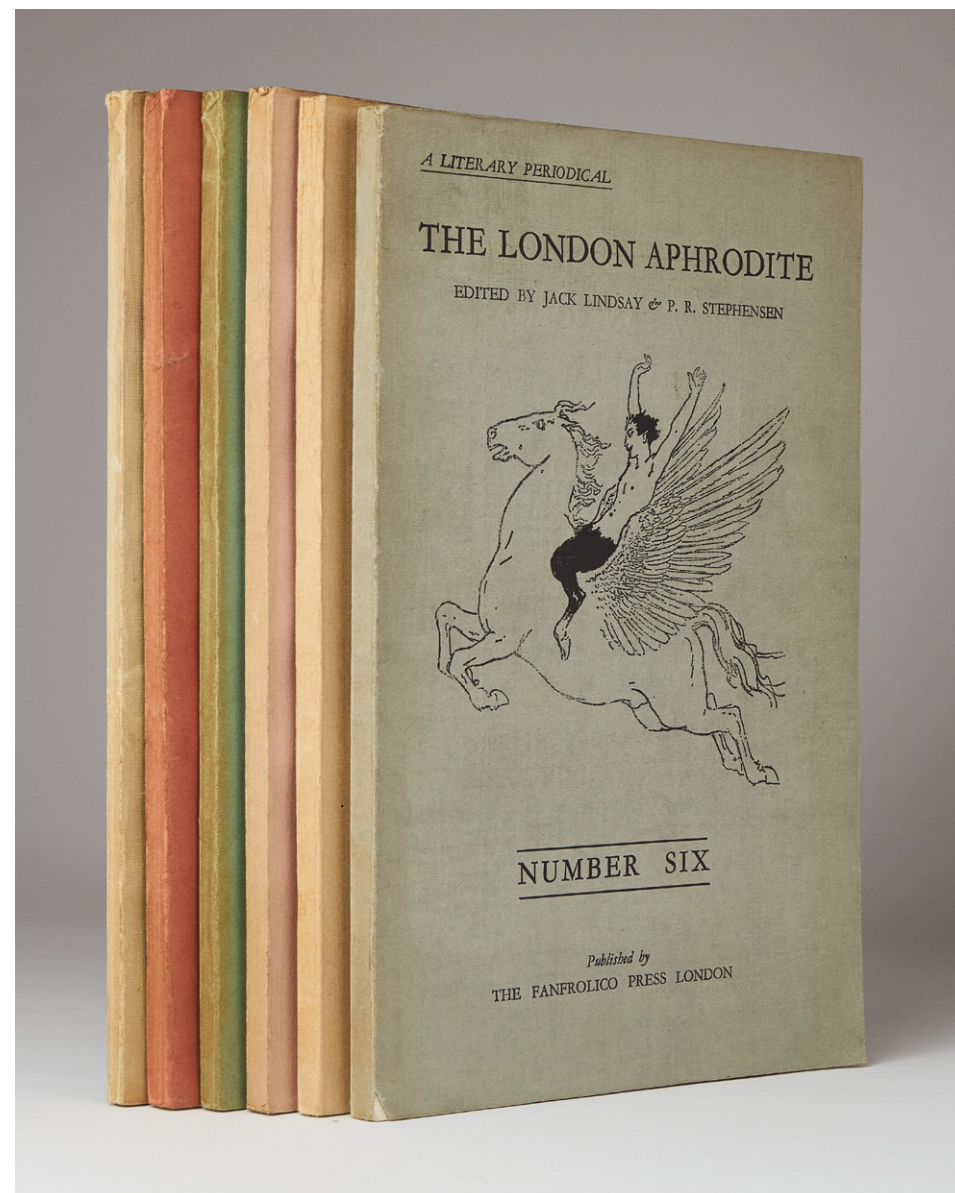 A LITERARY PERIODICAL
THE LONDON APHRODITE
EDITED BY JACK LINDSAY & P. R. STEPHENSEN
NUMBER SIX
Published by
THE FANFROLICO PRESS LONDON